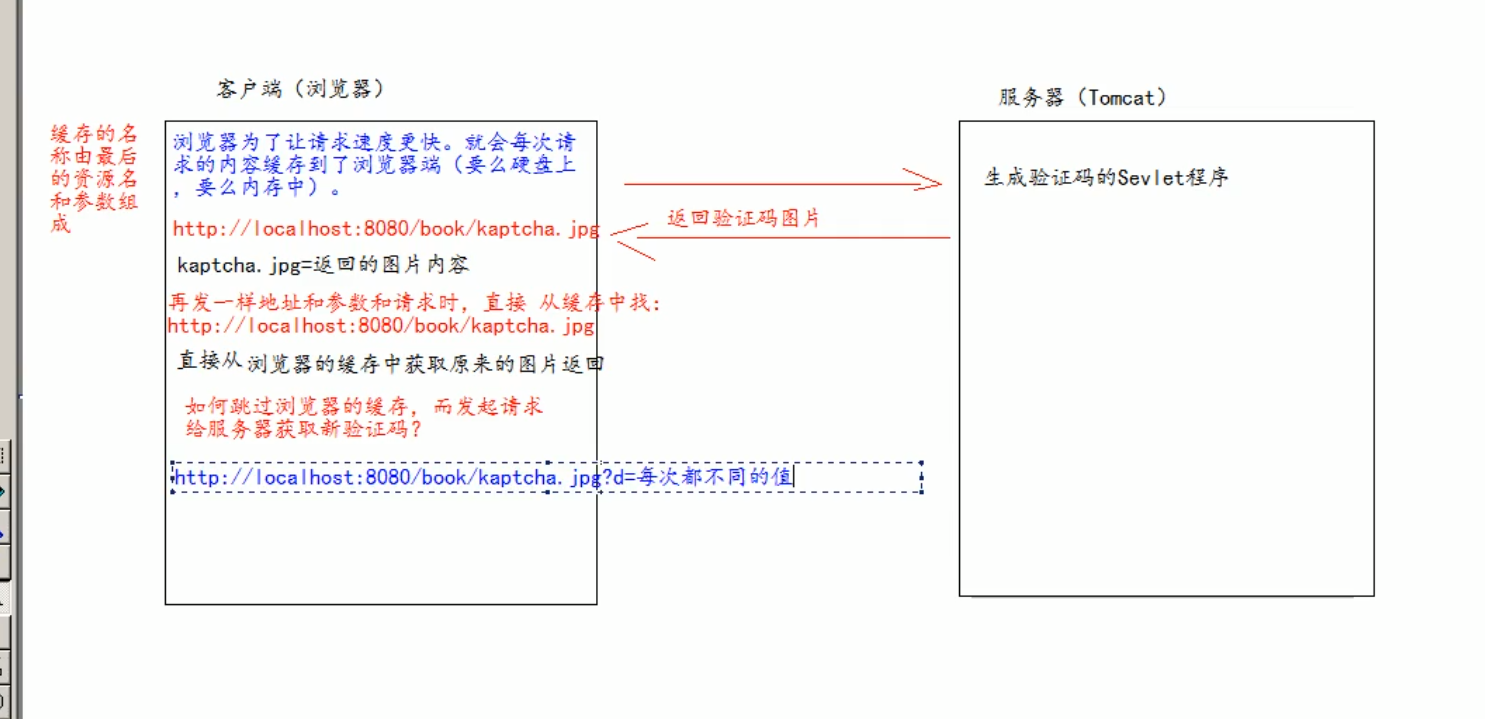 客户端（浏览器）
服务器（Tomcat）
缓存的名
称由最后
的资源名
和参数组
成
浏览器为了让请求速度更快。就会每次请
求的内容缓存到了浏览器端（要么硬盘上
，要么内存中）。
http://localhost:8080/book/kaptcha.jpg
kaptcha.jpg=返回的图片内容
再发一样地址和参数和请求时，直接 从缓存中找：
http://localhost:8080/book/kaptcha.jpg
直接从浏览器的缓存中获取原来的图片返回
如何跳过浏览器的缓存，而发起请求
给服务器获取新验证码？
http://localhost:8080/book/kaptcha.jpg?d=每次都不同的值
返回验证码图片
生成验证码的Sevlet程序